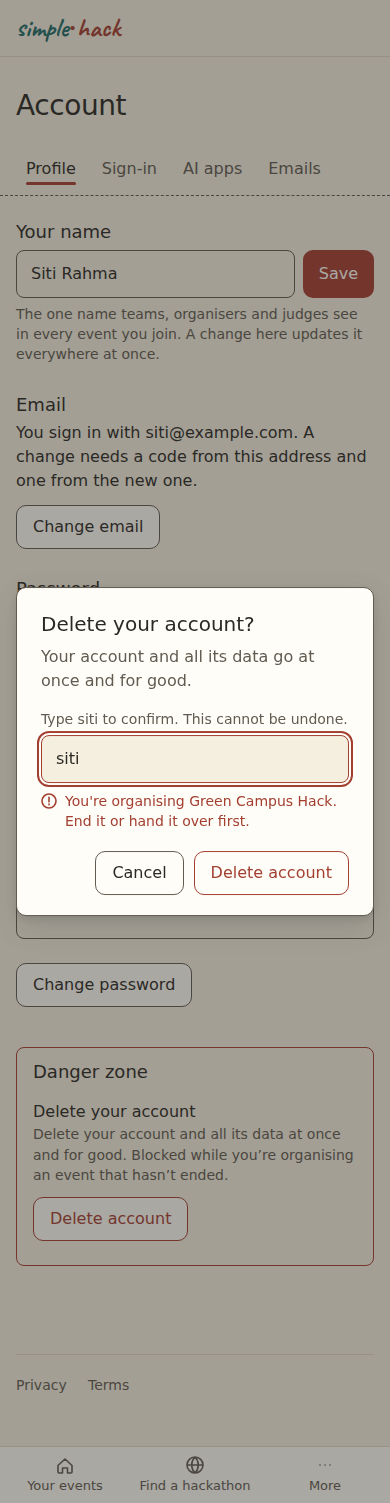 simple hack
Account
Profile Sign-in AI apps Emails
Your name
Siti Rahma
Save
The one name teams, organisers and judges see
in every event you join. A change here updates it
everywhere at once.
Email
You sign in with siti@example.com. A
change needs a code from this address and
one from the new one.
Change email
Password
Delete your account?
Your account and all its data go at
once and for good.
Type siti to confirm. This cannot be undone.
siti
You're organising Green Campus Hack.
End it or hand it over first.
Cancel Delete account
Change password
Danger zone
Delete your account
Delete your account and all its data at once
and for good. Blocked while you’re organising
an event that hasn’t ended.
Delete account
Privacy Terms
Your events Find a hackathon More